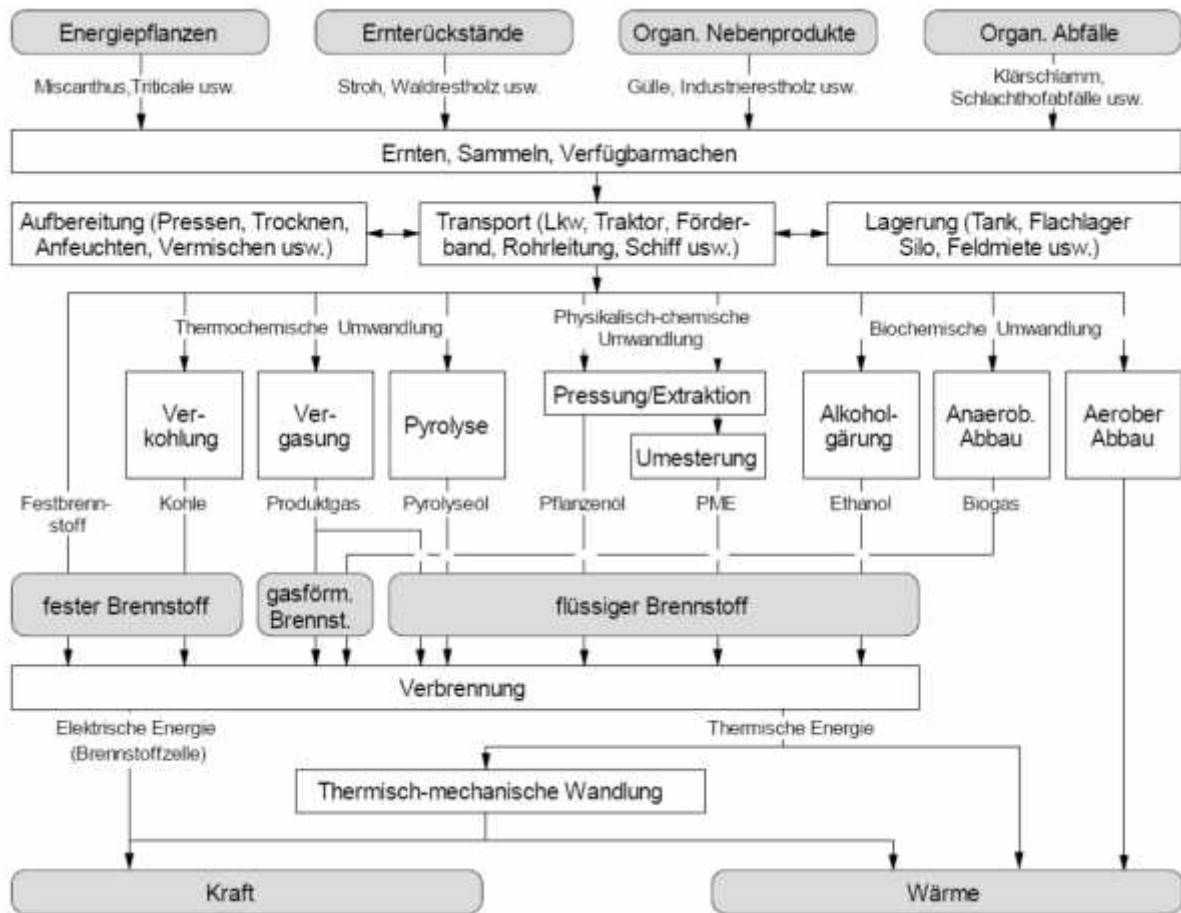 Energiepflanzen
Ernterückstände
Organ. Nebenprodukte
Organ. Abfälle
Miscanthus,Triticale usw.
Stroh, Waldrestholz usw.
Gülle, Industrierestholz usw.
Klärschlamm,
Schlachthofabfälle usw.
Ernten, Sammeln, Verfügbarmachen
Aufbereitung (Pressen, Trocknen,
Anfeuchten, Vermischen usw.)
Transport (Lkw, Traktor, Förder-
band, Rohrleitung, Schiff usw.)
Lagerung (Tank, Flachlager
Silo, Feldmiete usw.)
Thermochemische Umwandlung
Physikalisch-chemische
Umwandlung
Biochemische Umwandlung
Ver-
kohlung
Ver-
gasung
Pyrolyse
Pressung/Extraktion
Umesterung
Alkohol-
gärung
Anaerob.
Abbau
Aerober
Abbau
Festbrenn-
stoff
Kohle
Produktgas
Pyrolyseöl
Pflanzenöl
PME
Ethanol
Biogas
fester Brennstoff
gasförm.
Brennst.
flüssiger Brennstoff
Verbrennung
Elektrische Energie
(Brennstoffzelle)
Thermische Energie
Thermisch-mechanische Wandlung
Kraft
Wärme